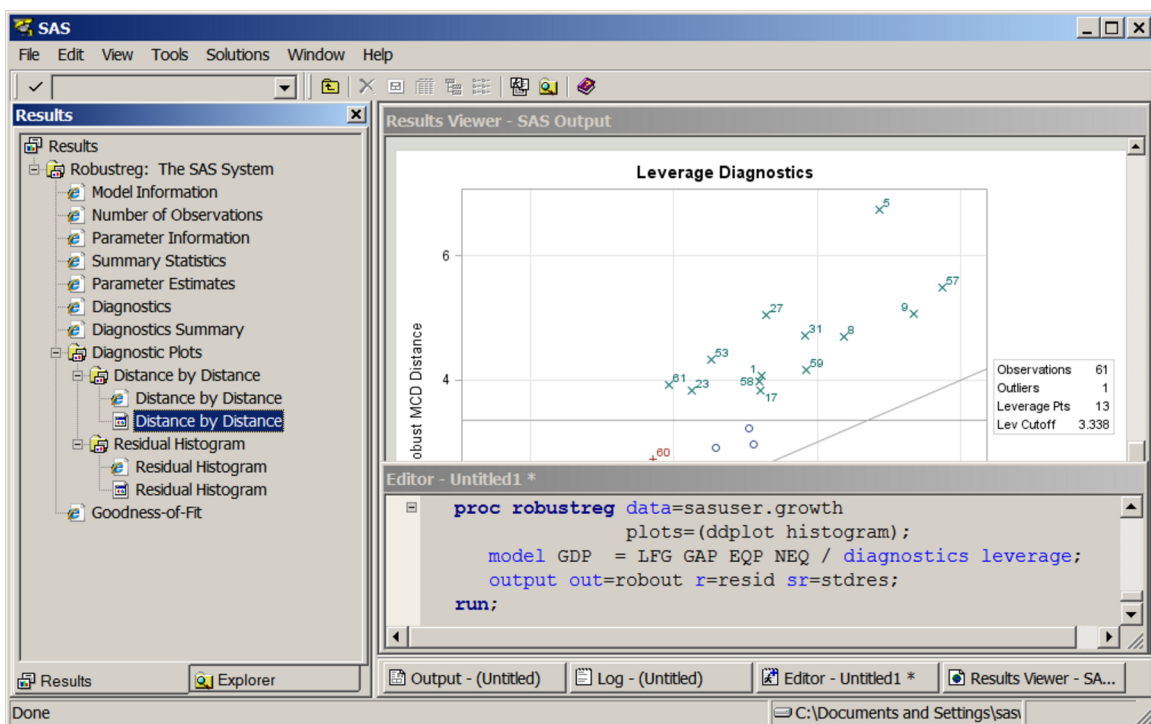 SAS
File Edit View Tools Solutions Window Help
Results
Results
Robustreg: The SAS System
Model Information
Number of Observations
Parameter Information
Summary Statistics
Parameter Estimates
Diagnostics
Diagnostics Summary
Diagnostic Plots
Distance by Distance
Distance by Distance
Distance by Distance
Residual Histogram
Residual Histogram
Residual Histogram
Goodness-of-Fit
Results Explorer
Results Viewer - SAS Output
Leverage Diagnostics
obust MCD Distance
6
4
5
57
9
27
31
8
53
59
1
61
23
58
17
60
Observations 61
Outliers 1
Leverage Pts 13
Lev Cutoff 3.338
Editor - Untitled1 *
proc robustreg data=sasuser.growth
plots=(ddplot histogram);
model GDP = LFG GAP EQP NEQ / diagnostics leverage;
output out=robout r=resid sr=stdres;
run;
Output - (Untitled) Log - (Untitled) Editor - Untitled1 * Results Viewer - SA...
Done C:\Documents and Settings\sas